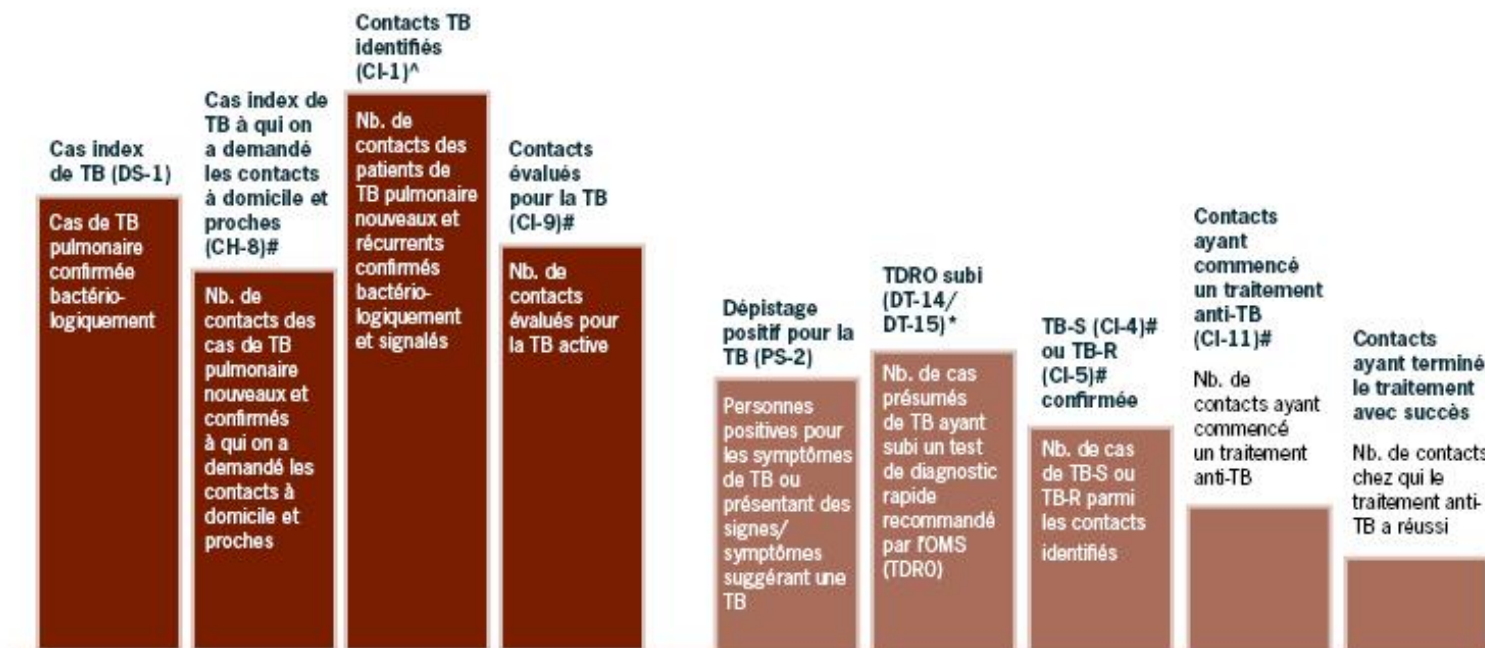 Cas index
de TB (DS-1)
Cas de TB
pulmonaire
confirmée
bactério-
logiquement
Cas index de
TB à qui on
a demandé
les contacts
à domicile et
proches
(CH-8)#
Nb. de
contacts des
cas de TB
pulmonaire
nouveaux et
confirmés
à qui on a
demandé les
contacts à
domicile et
proches
Contacts TB
identifiés
(CI-1)^
Nb. de
contacts des
patients de
TB pulmonaire
nouveaux et
récurrents
confirmés
bactério-
logiquement
et signalés
Contacts
évalués
pour la TB
(CI-9)#
Nb. de
contacts
évalués pour
la TB active
Dépistage
positif pour la
TB (PS-2)
Personnes
positives pour
les symptômes
de TB ou
présentant des
signes/
symptômes
suggérant une
TB
TDRO subi
(DT-14/
DT-15)*
Nb. de cas
présumés
de TB ayant
subi un test
de diagnostic
rapide
recommandé
par l'OMS
(TDRO)
TB-S (CI-4)#
ou TB-R
(CI-5)#
confirmée
Nb. de cas
de TB-S ou
TB-R parmi
les contacts
identifiés
Contacts
ayant
commencé
un traitement
anti-TB
(CI-11)#
Nb. de
contacts ayant
commencé
un traitement
anti-TB
Contacts
ayant terminé
le traitement
avec succès
Nb. de contacts
chez qui le
traitement anti-
TB a réussi